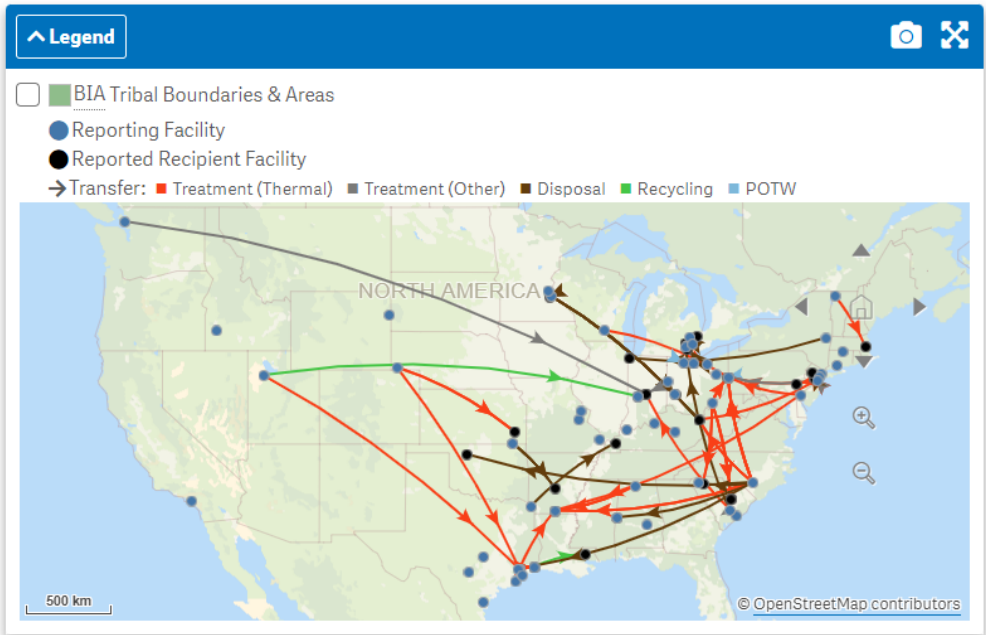 Legend
BIA Tribal Boundaries & Areas
Reporting Facility
Reported Recipient Facility
Transfer: Treatment (Thermal) Treatment (Other) Disposal Recycling POTW
NORTH AMERICA
500 km
© OpenStreetMap contributors